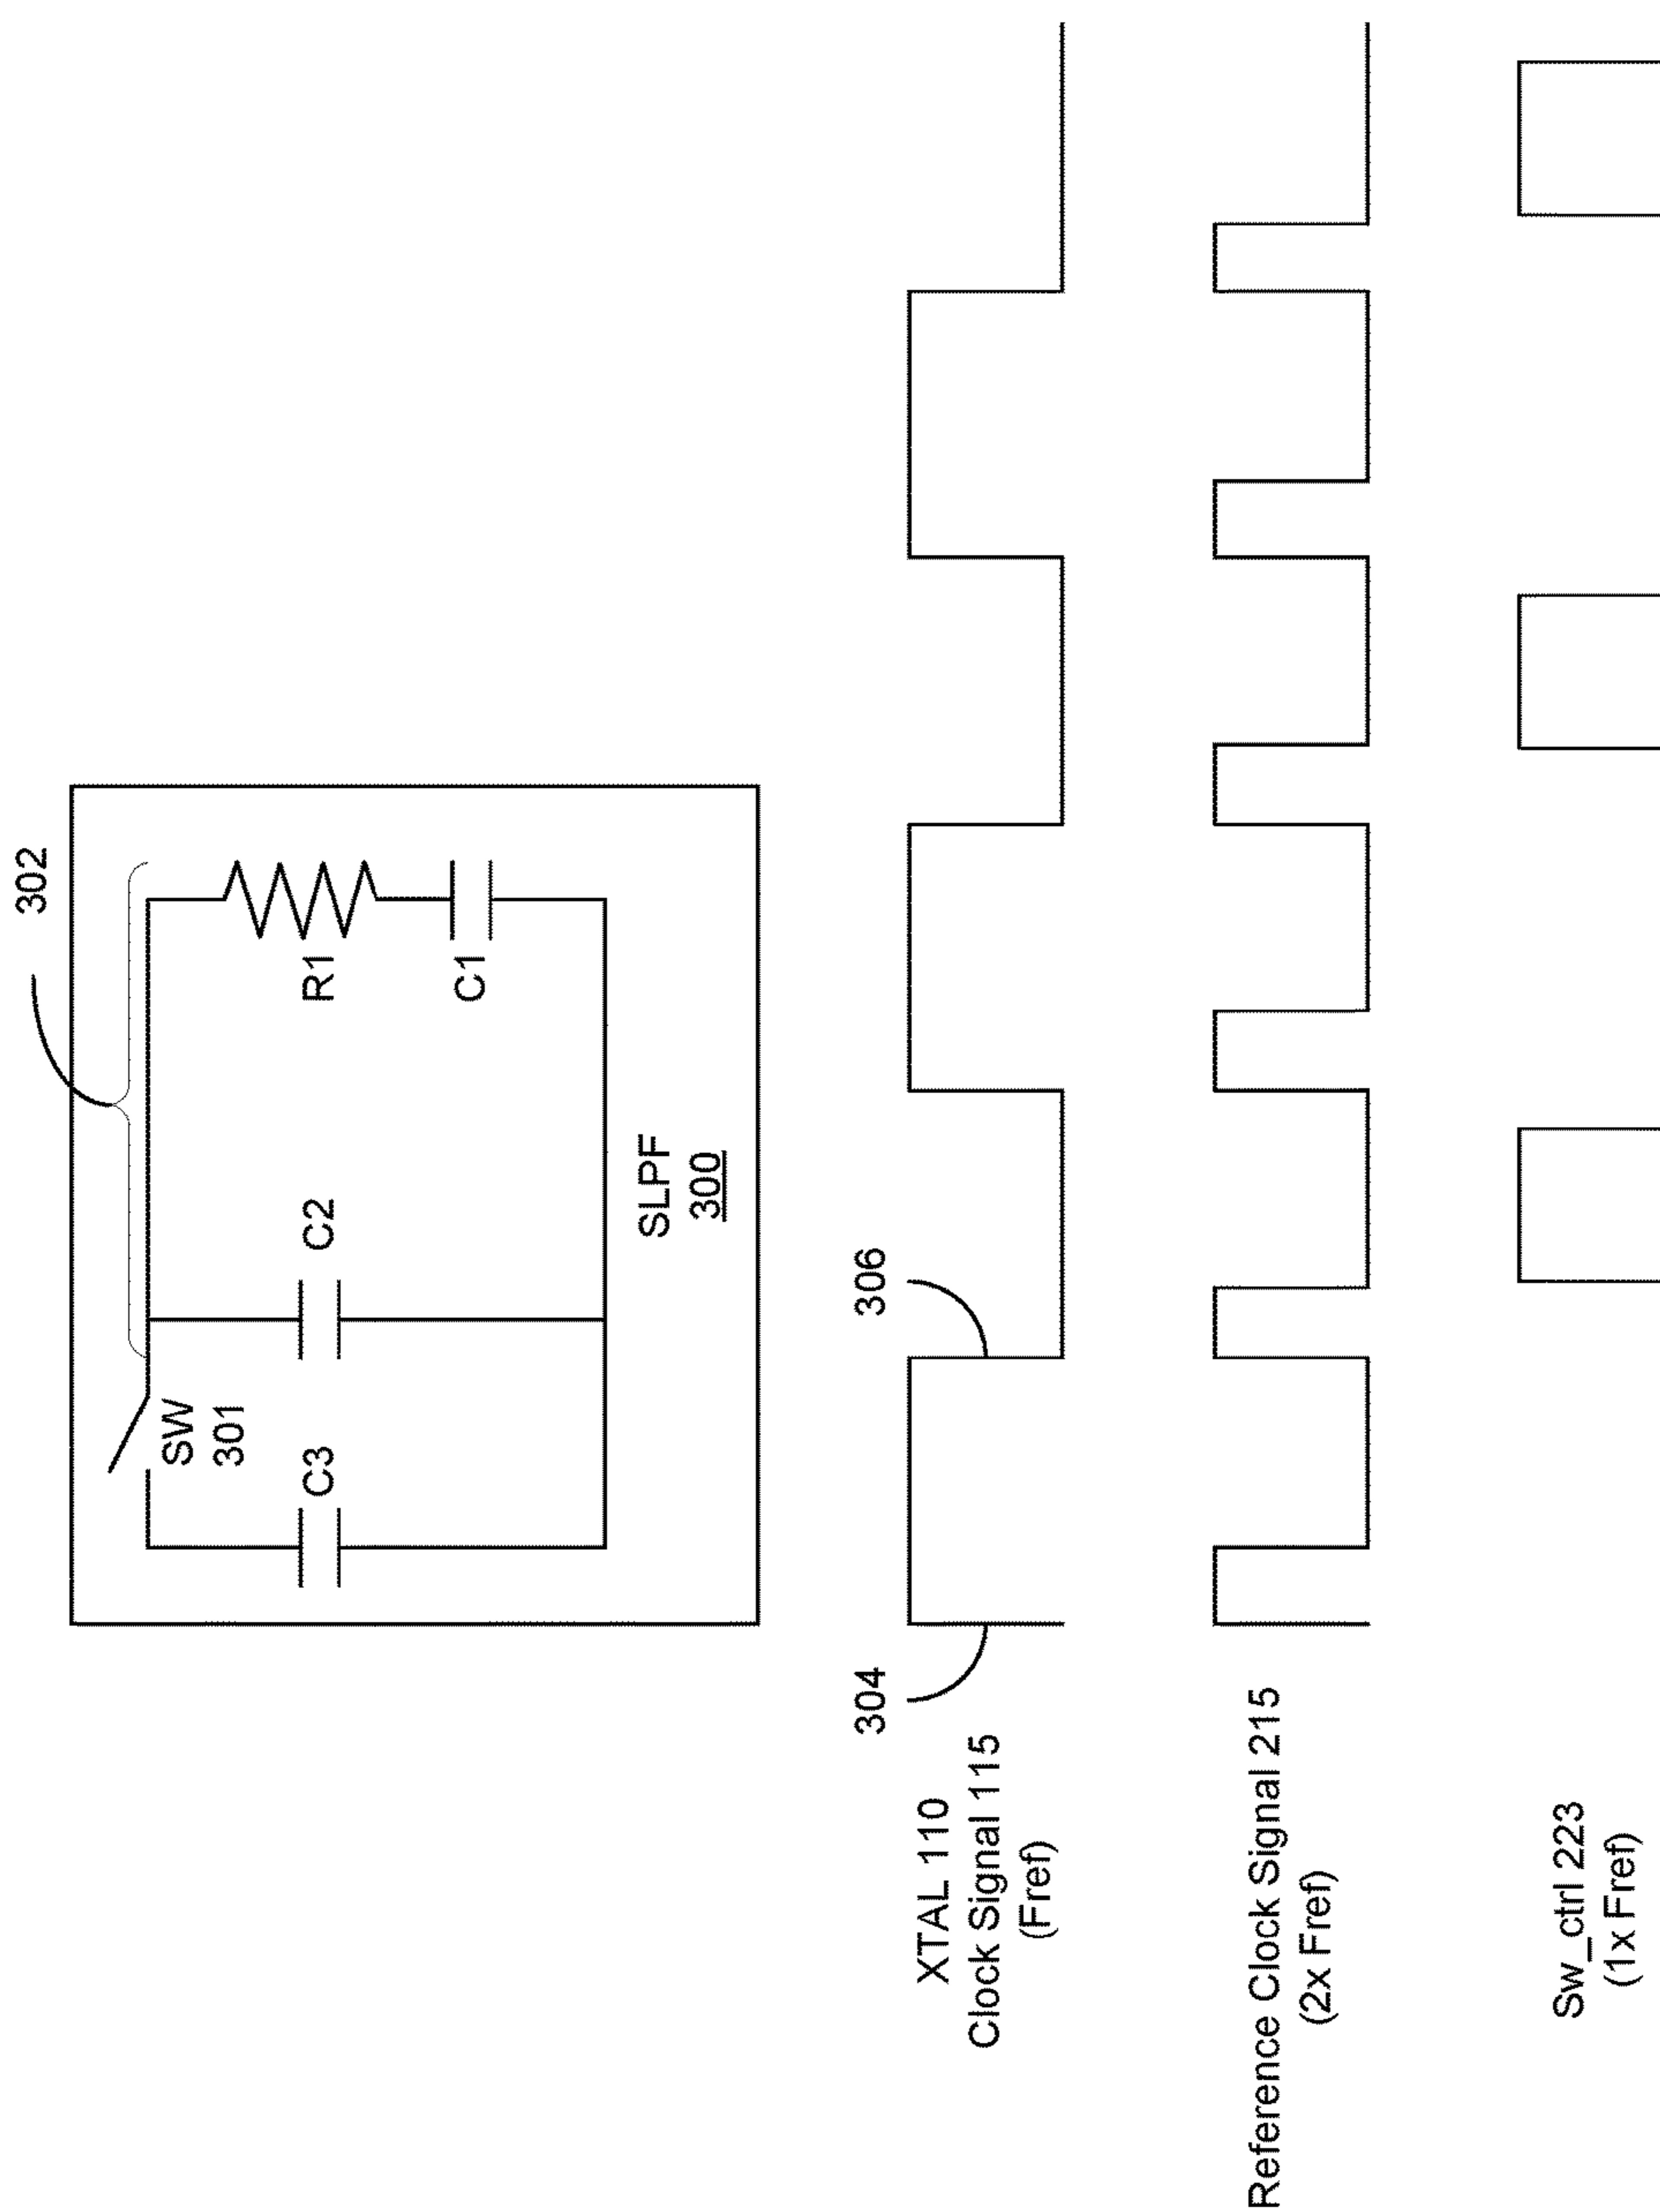 302
SW
301
C3
C2
R1
C1
SLPF
300
304
306
XTAL 110
Clock Signal 115
(Fref)
Reference Clock Signal 215
(2x Fref)
Sw_ctrl 223
(1x Fref)